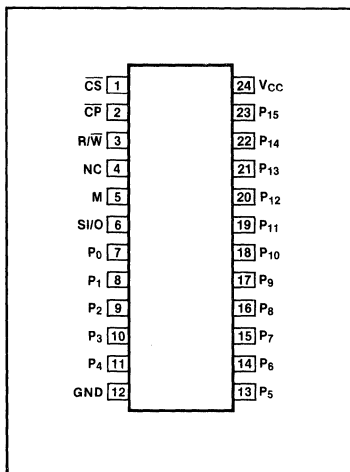 C̅S̅ 1 24 VCC
C̅P̅ 2 23 P15
R/W̅ 3 22 P14
NC 4 21 P13
M 5 20 P12
SI/O 6 19 P11
P0 7 18 P10
P1 8 17 P9
P2 9 16 P8
P3 10 15 P7
P4 11 14 P6
GND 12 13 P5